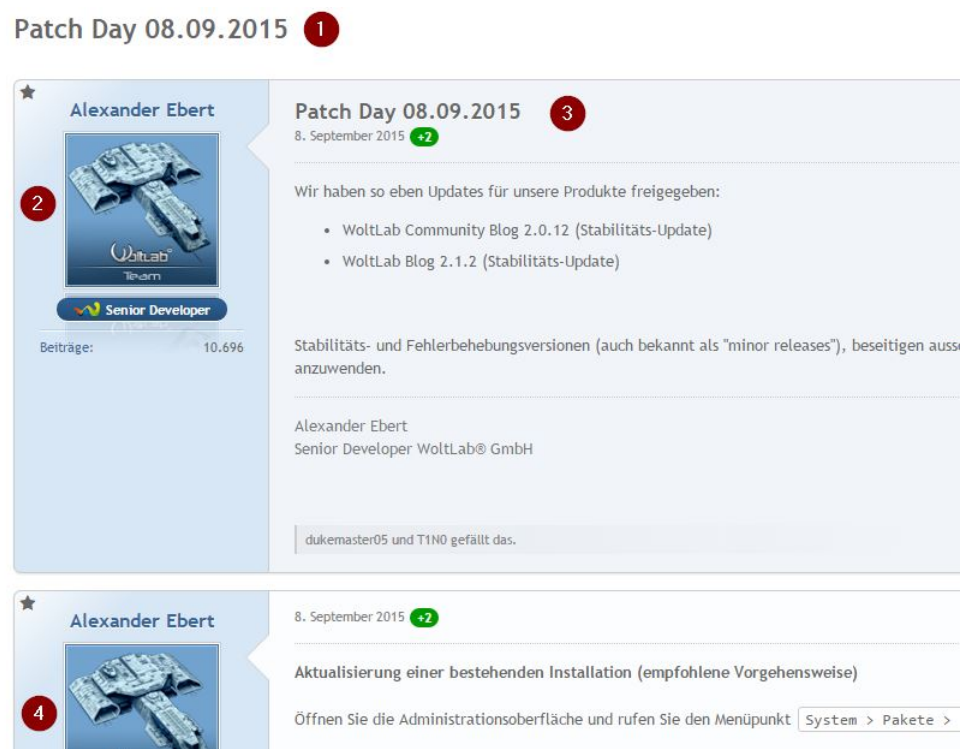 Patch Day 08.09.2015 1
Alexander Ebert
2
WoltLab®
Team
Senior Developer
Beiträge: 10.696
Patch Day 08.09.2015 3
8. September 2015 +2
Wir haben so eben Updates für unsere Produkte freigegeben:
• WoltLab Community Blog 2.0.12 (Stabilitäts-Update)
• WoltLab Blog 2.1.2 (Stabilitäts-Update)
Stabilitäts- und Fehlerbehebungsversionen (auch bekannt als "minor releases"), beseitigen
anzuwenden.
Alexander Ebert
Senior Developer WoltLab® GmbH
dukemaster05 und T1N0 gefällt das.
Alexander Ebert
4
8. September 2015 +2
Aktualisierung einer bestehenden Installation (empfohlene Vorgehensweise)
Öffnen Sie die Administrationsoberfläche und rufen Sie den Menüpunkt System > Pakete >